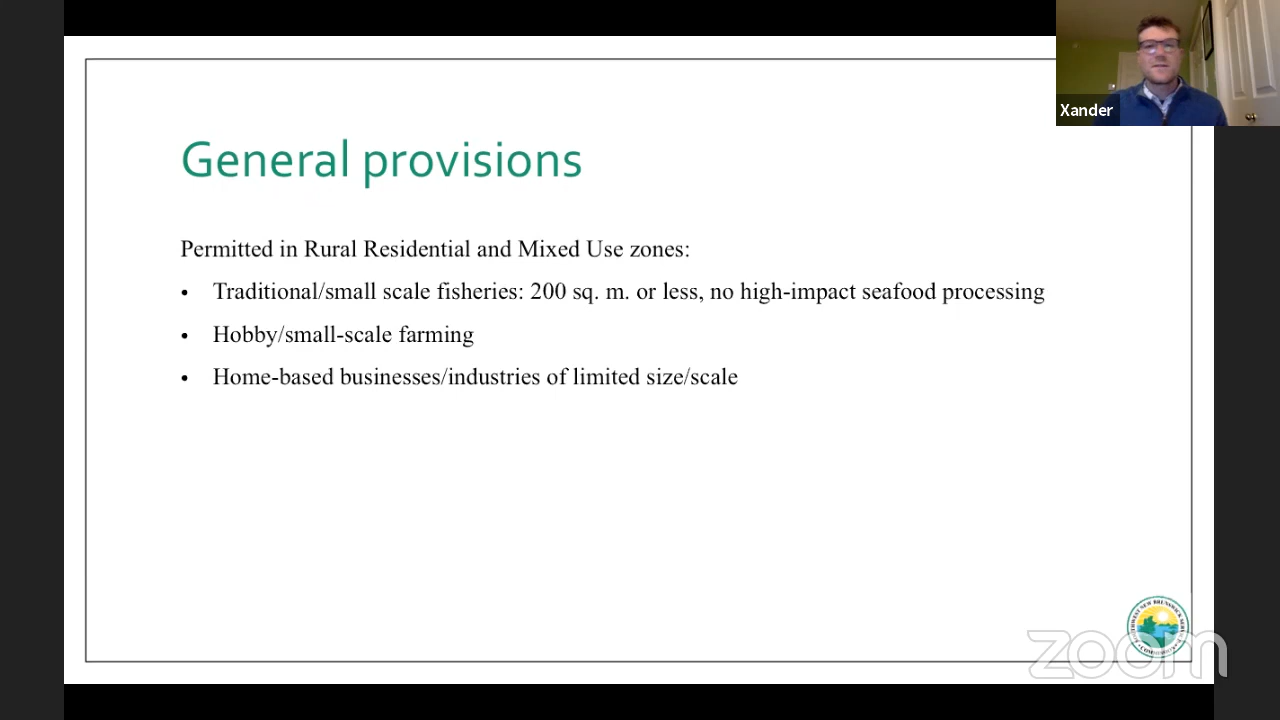 Xander
General provisions
Permitted in Rural Residential and Mixed Use zones:
• Traditional/small scale fisheries: 200 sq. m. or less, no high-impact seafood processing
• Hobby/small-scale farming
• Home-based businesses/industries of limited size/scale
zoom